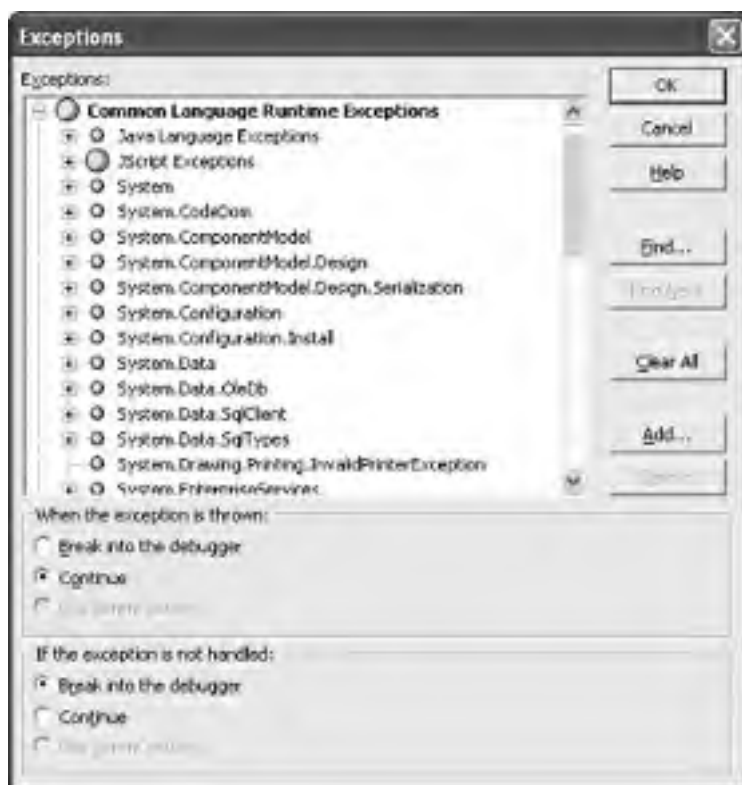 Exceptions
Exceptions:
Common Language Runtime Exceptions
Java Language Exceptions
JScript Exceptions
System
System.CodeDom
System.ComponentModel
System.ComponentModel.Design
System.ComponentModel.Design.Serialization
System.Configuration
System.Configuration.Install
System.Data
System.Data.OleDb
System.Data.SqlClient
System.Data.SqlTypes
System.Drawing.Printing.InvalidPrinterException
System.EnterpriseServices
OK
Cancel
Help
Find...
Find Next
Clear All
Add...
When the exception is thrown:
Break into the debugger
Continue
If the exception is not handled:
Break into the debugger
Continue